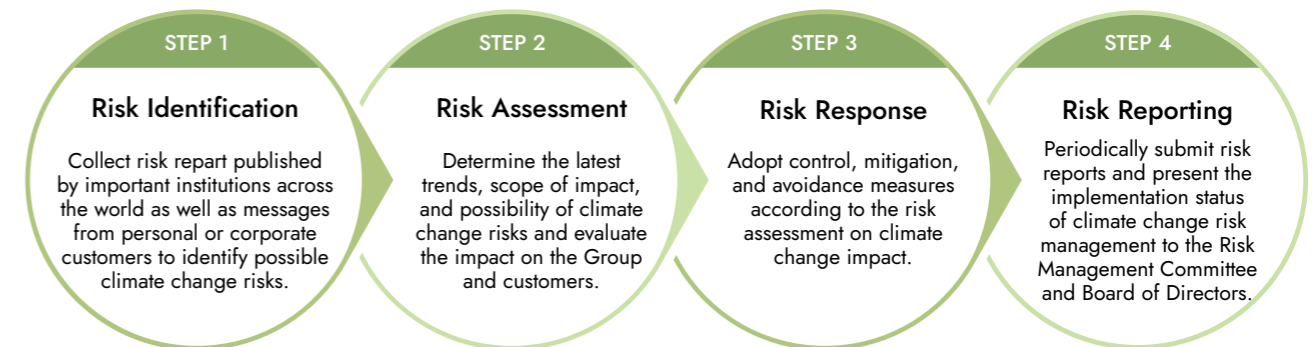 STEP 1
Risk Identification
Collect risk repart published
by important institutions across
the world as well as messages
from personal or corporate
customers to identify possible
climate change risks.
STEP 2
Risk Assessment
Determine the latest
trends, scope of impact,
and possibility of climate
change risks and evaluate
the impact on the Group
and customers.
STEP 3
Risk Response
Adopt control, mitigation,
and avoidance measures
according to the risk
assessment on climate
change impact.
STEP 4
Risk Reporting
Periodically submit risk
reports and present the
implementation status
of climate change risk
management to the Risk
Management Committee
and Board of Directors.